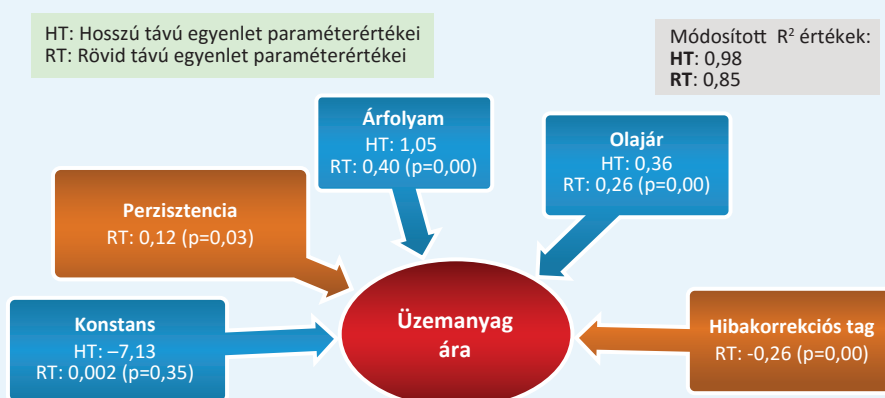 HT: Hosszú távú egyenlet paraméterértékei
RT: Rövid távú egyenlet paraméterértékei
Módosított R² értékek:
HT: 0,98
RT: 0,85
Árfolyam
HT: 1,05
RT: 0,40 (p=0,00)
Olajár
HT: 0,36
RT: 0,26 (p=0,00)
Perzisztencia
RT: 0,12 (p=0,03)
Konstans
HT: –7,13
RT: 0,002 (p=0,35)
Üzemanyag
ára
Hibakorrekciós tag
RT: -0,26 (p=0,00)